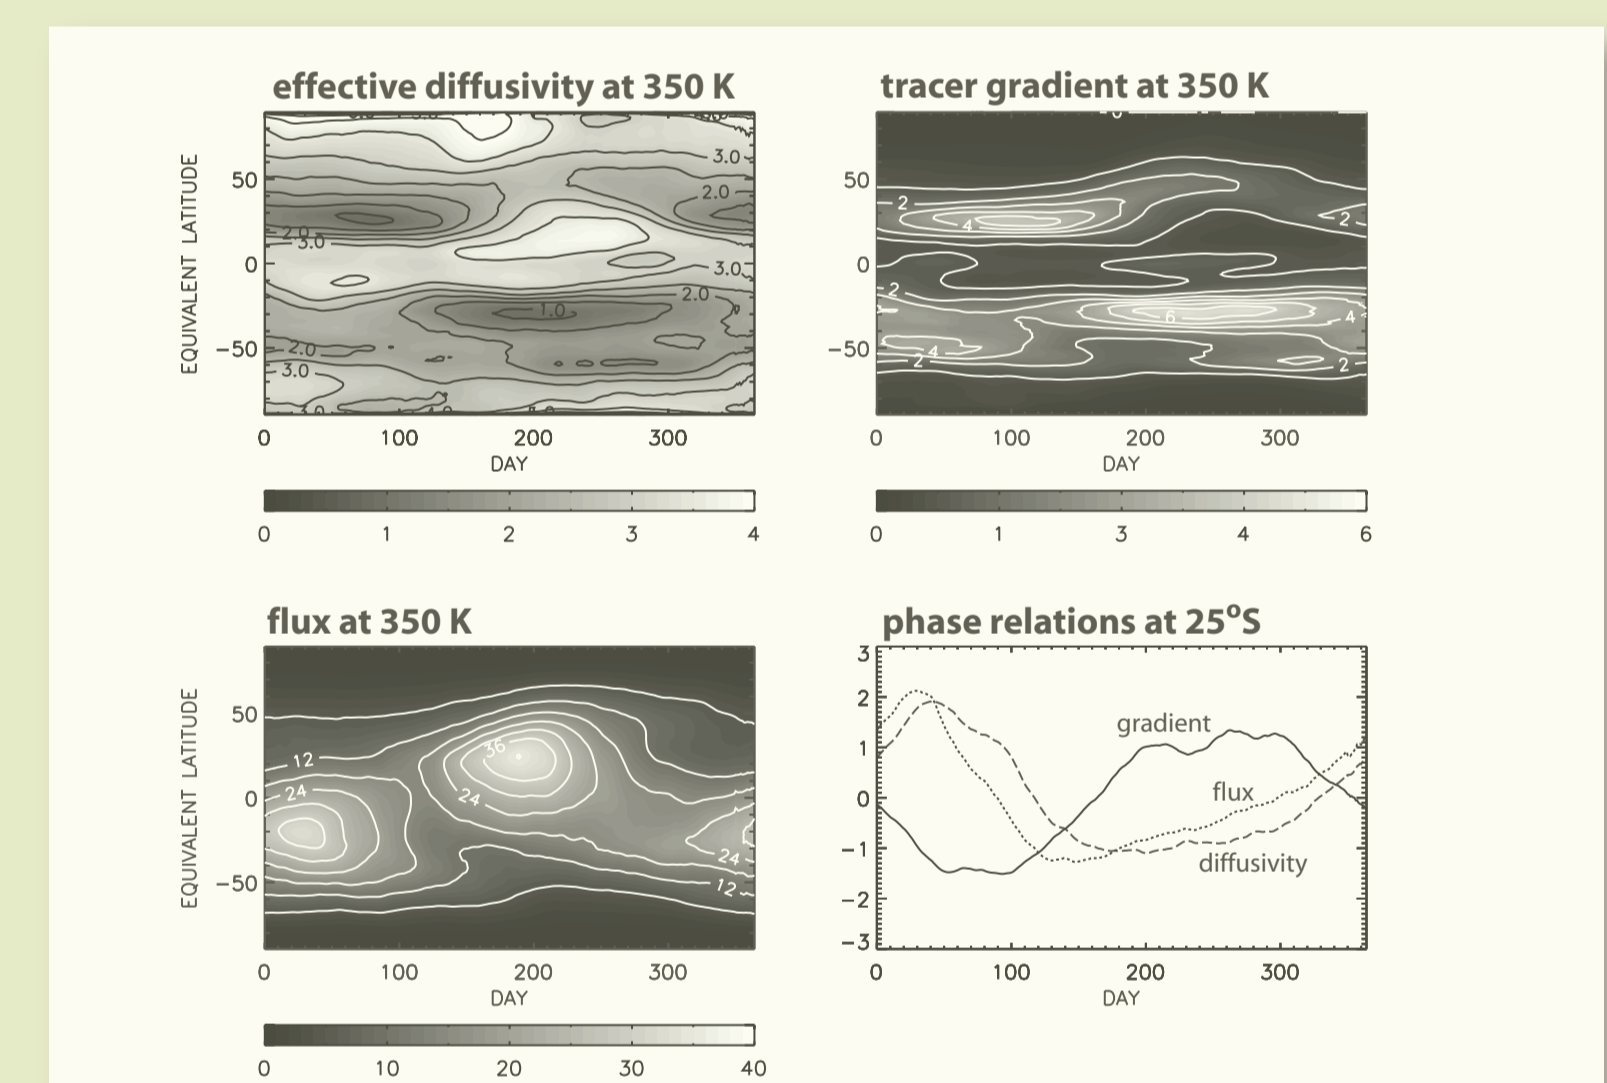 effective diffusivity at 350 K
EQUIVALENT LATITUDE
50
0
−50
3.0
2.0
2.0
3.0
3.0
2.0
1.0
2.0
3.0
0 100 200 300
DAY
0 1 2 3 4
tracer gradient at 350 K
50
0
−50
2
4
2
2
6
4
4
2
2
0 100 200 300
DAY
0 1 3 4 6
flux at 350 K
EQUIVALENT LATITUDE
50
0
−50
12
36
24
24
24
12
0 100 200 300
DAY
0 10 20 30 40
phase relations at 25°S
3
2
1
0
−1
−2
−3
gradient
flux
diffusivity
0 100 200 300
DAY